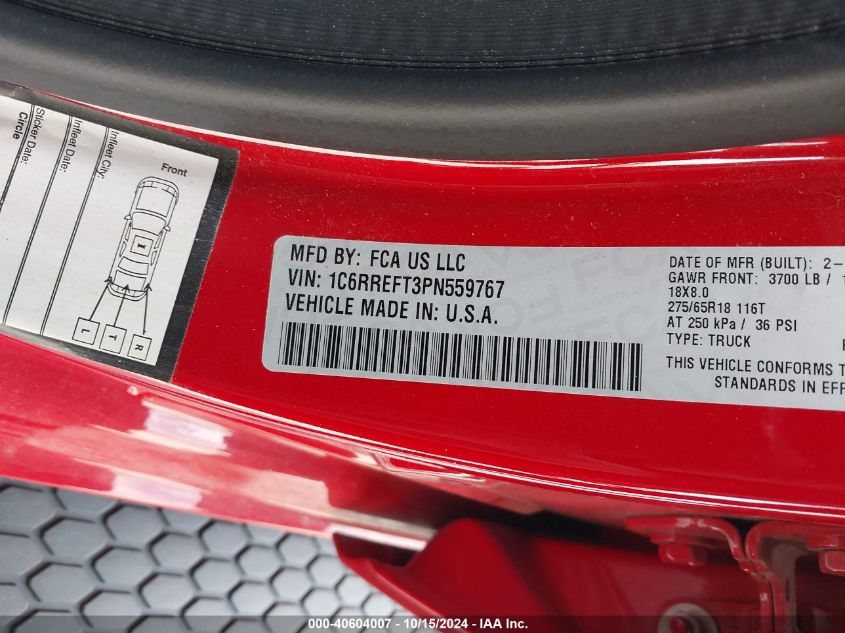 Circle
Sticker Date:
Infleet Date:
Infleet City:
Front
L
T
R
MFD BY: FCA US LLC
VIN: 1C6RREFT3PN559767
VEHICLE MADE IN: U.S.A.
DATE OF MFR (BUILT): 2-
GAWR FRONT: 3700 LB /
18X8.0
275/65R18 116T
AT 250 kPa / 36 PSI
TYPE: TRUCK
THIS VEHICLE CONFORMS T
STANDARDS IN EFF
000-40604007 - 10/15/2024 - IAA Inc.